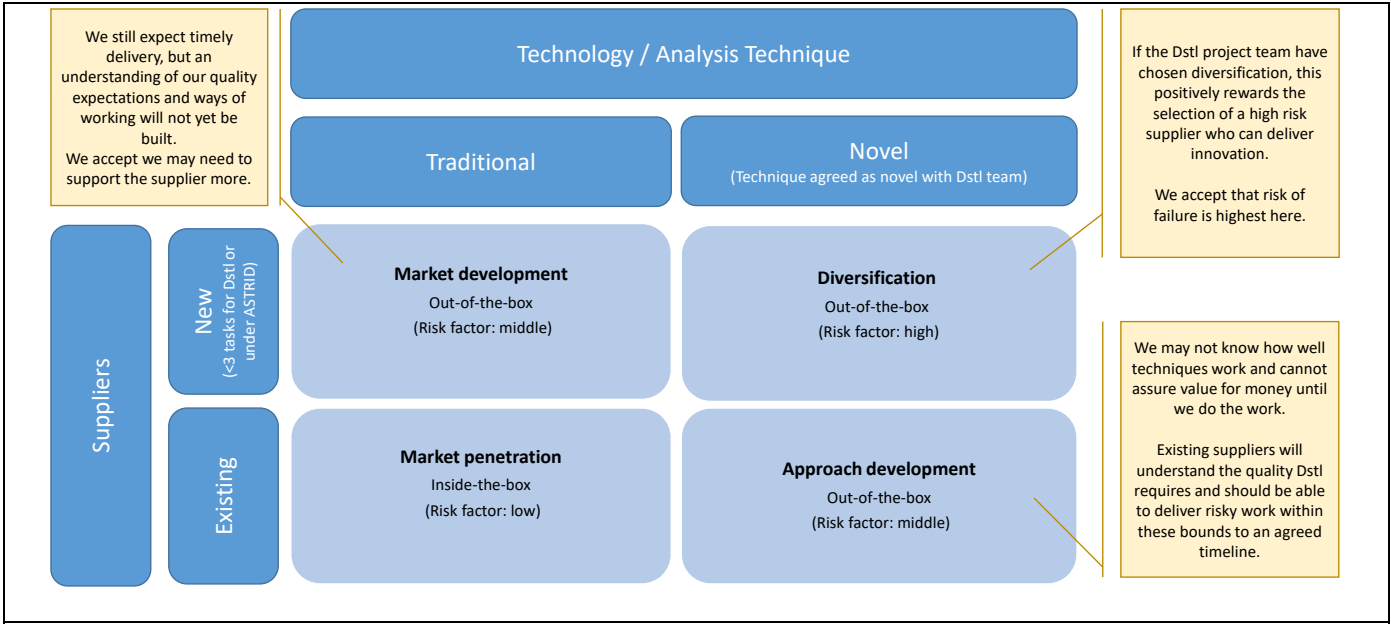 We still expect timely
delivery, but an
understanding of our quality
expectations and ways of
working will not yet be
built.
We accept we may need to
support the supplier more.
Technology / Analysis Technique
If the Dstl project team have
chosen diversification, this
positively rewards the
selection of a high risk
supplier who can deliver
innovation.
We accept that risk of
failure is highest here.
Traditional
Novel
(Technique agreed as novel with Dstl team)
Suppliers
New
(<3 tasks for Dstl or
under ASTRID)
Market development
Out-of-the-box
(Risk factor: middle)
Diversification
Out-of-the-box
(Risk factor: high)
Existing
Market penetration
Inside-the-box
(Risk factor: low)
Approach development
Out-of-the-box
(Risk factor: middle)
We may not know how well
techniques work and cannot
assure value for money until
we do the work.
Existing suppliers will
understand the quality Dstl
requires and should be able
to deliver risky work within
these bounds to an agreed
timeline.